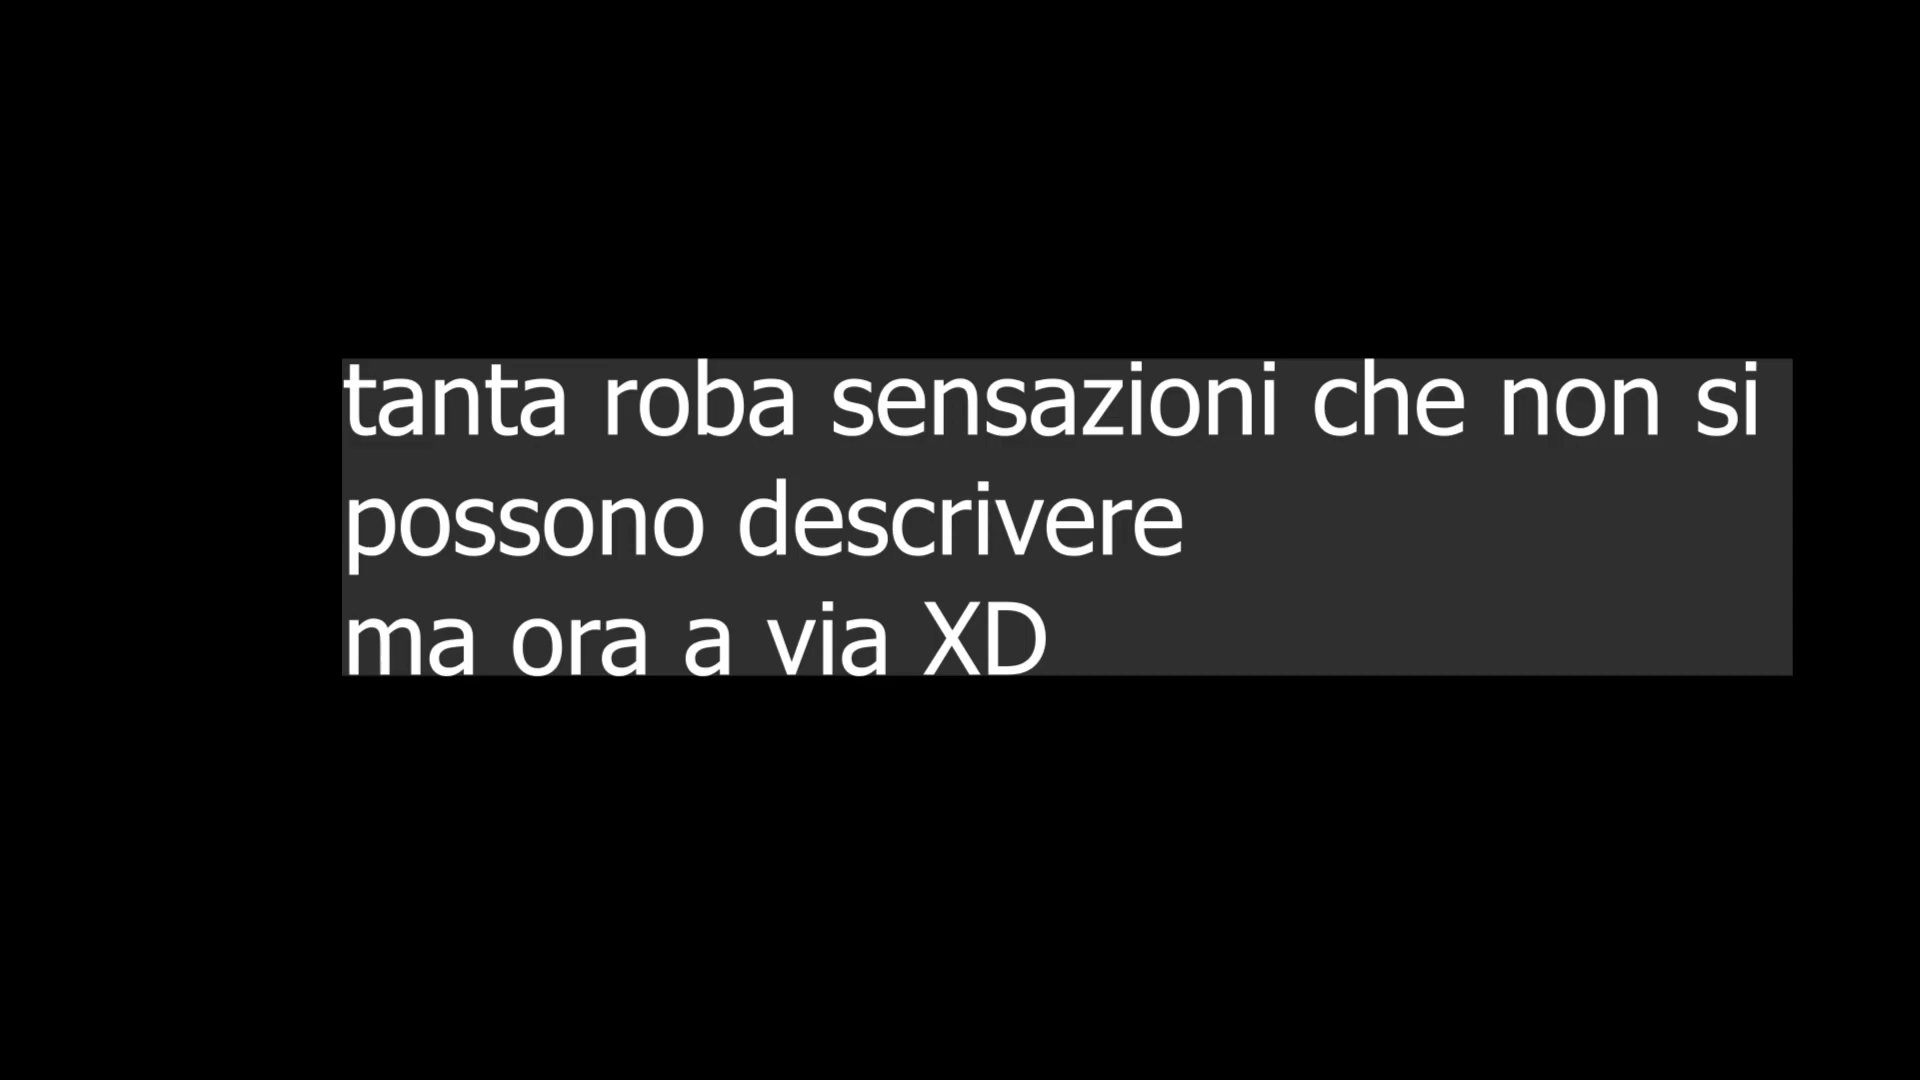 tanta roba sensazioni che non si
possono descrivere
ma ora a via XD